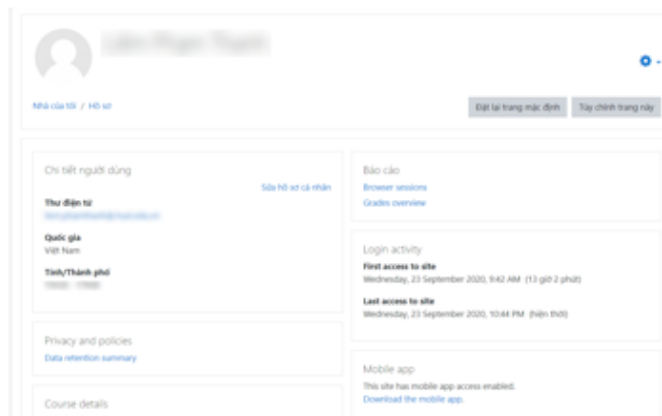 Nhà của tôi / Hồ sơ
Đặt lại trang mặc định
Tùy chỉnh trang này
Chi tiết người dùng
Sửa hồ sơ cá nhân
Thư điện tử
Quốc gia
Việt Nam
Tỉnh/Thành phố
Privacy and policies
Data retention summary
Course details
Báo cáo
Browser sessions
Grades overview
Login activity
First access to site
Wednesday, 23 September 2020, 9:42 AM (13 giờ 2 phút)
Last access to site
Wednesday, 23 September 2020, 10:44 PM (hiện thời)
Mobile app
This site has mobile app access enabled.
Download the mobile app.